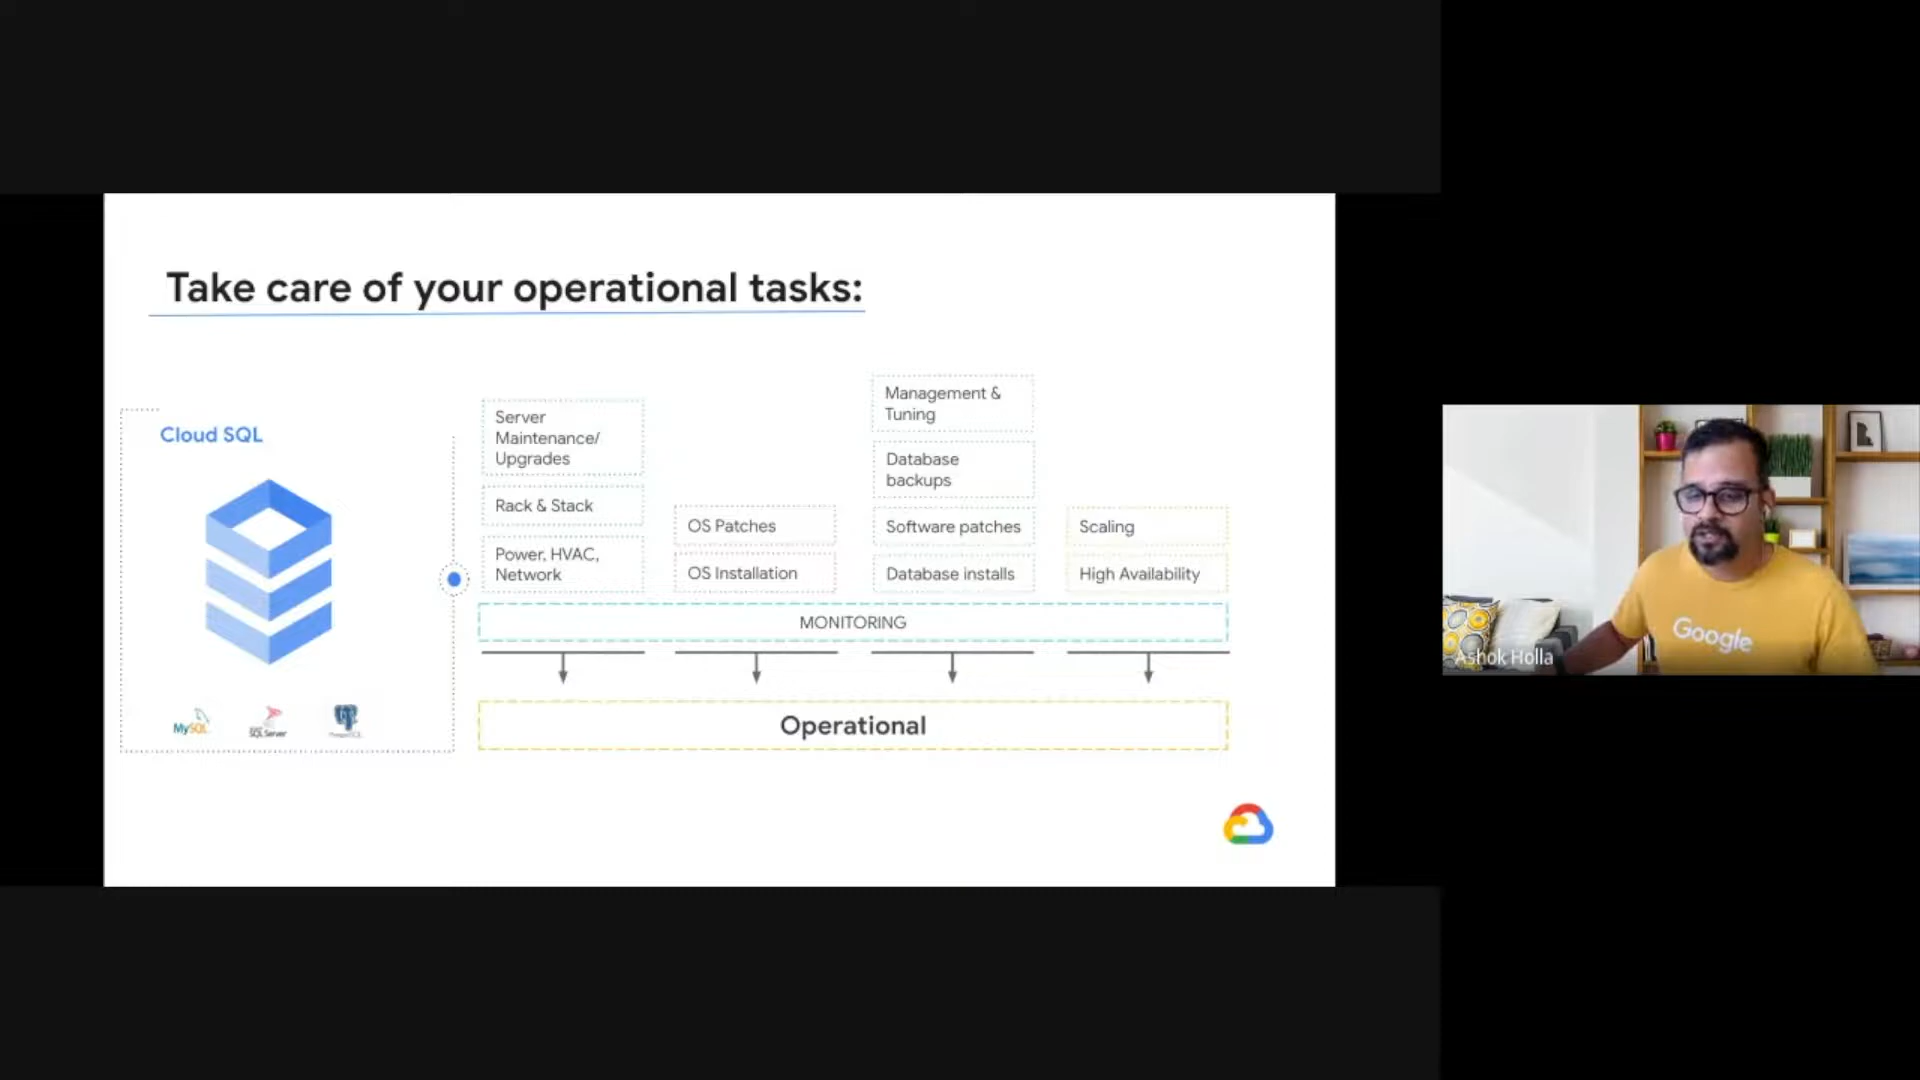 Take care of your operational tasks:
Cloud SQL
MySQL
SQL Server
PostgreSQL
Server
Maintenance/
Upgrades
Rack & Stack
Power, HVAC,
Network
OS Patches
OS Installation
Management &
Tuning
Database
backups
Software patches
Database installs
Scaling
High Availability
MONITORING
Operational
Google
Ashok Holla